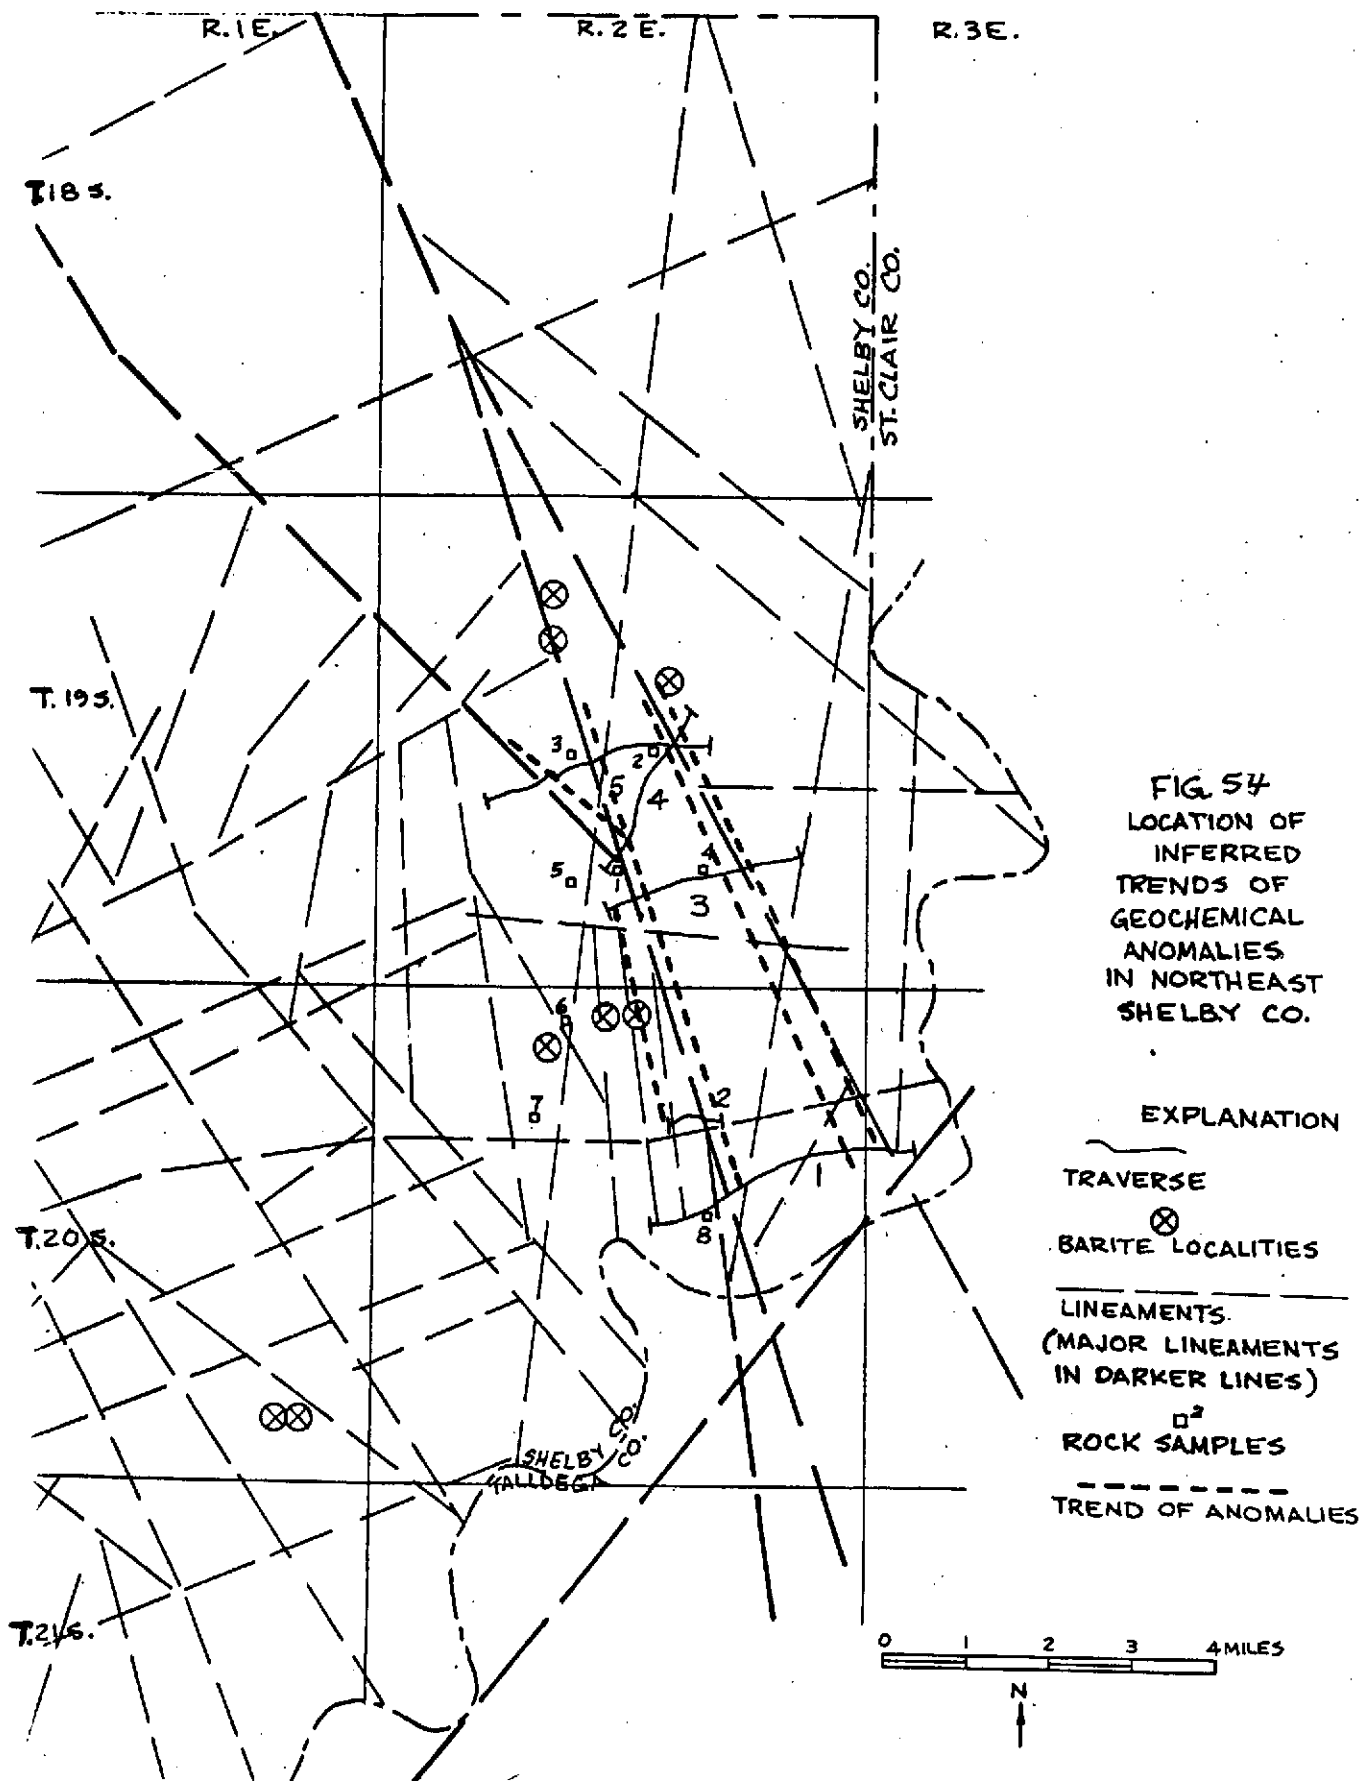 R.1E.
R.2E.
R.3E.
T.18S.
SHELBY CO.
ST. CLAIR CO.
T.19S.
3
2
5
4
5
6
4
3
FIG. 54
LOCATION OF
INFERRED
TRENDS OF
GEOCHEMICAL
ANOMALIES
IN NORTHEAST
SHELBY CO.
6
7
2
8
EXPLANATION
TRAVERSE
BARITE LOCALITIES
LINEAMENTS
(MAJOR LINEAMENTS
IN DARKER LINES)
2
ROCK SAMPLES
TREND OF ANOMALIES
T.20S.
SHELBY CO.
TALLDEGA CO.
T.21S.
0 1 2 3 4 MILES
N